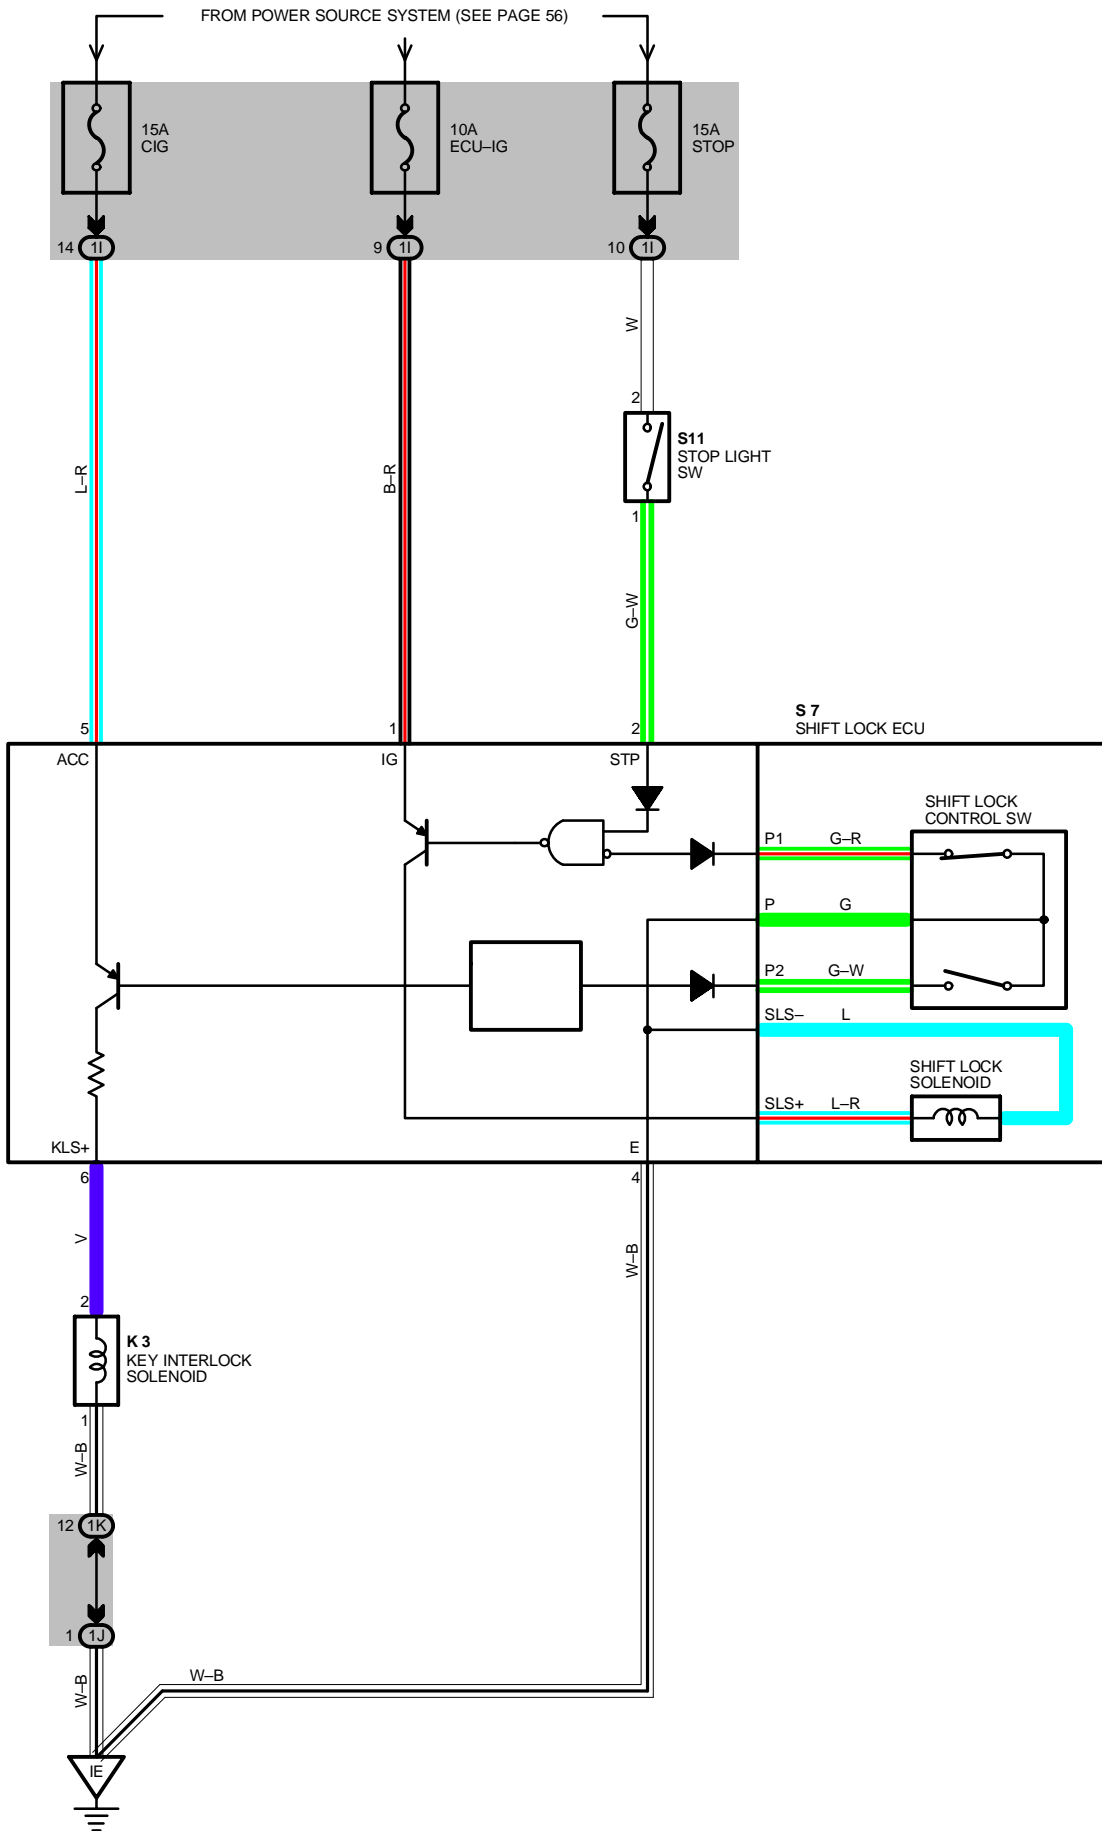 FROM POWER SOURCE SYSTEM (SEE PAGE 56)
15A
CIG
10A
ECU–IG
15A
STOP
14 1I
9 1I
10 1I
W
2
S11
STOP LIGHT
SW
1
L–R
B–R
G–W
5
1
2
S 7
SHIFT LOCK ECU
ACC
IG
STP
SHIFT LOCK
CONTROL SW
P1 G–R
P G
P2 G–W
SLS– L
SHIFT LOCK
SOLENOID
SLS+ L–R
KLS+
E
6
4
V
W–B
2
K 3
KEY INTERLOCK
SOLENOID
1
W–B
12 1K
1 1J
W–B
W–B
IE